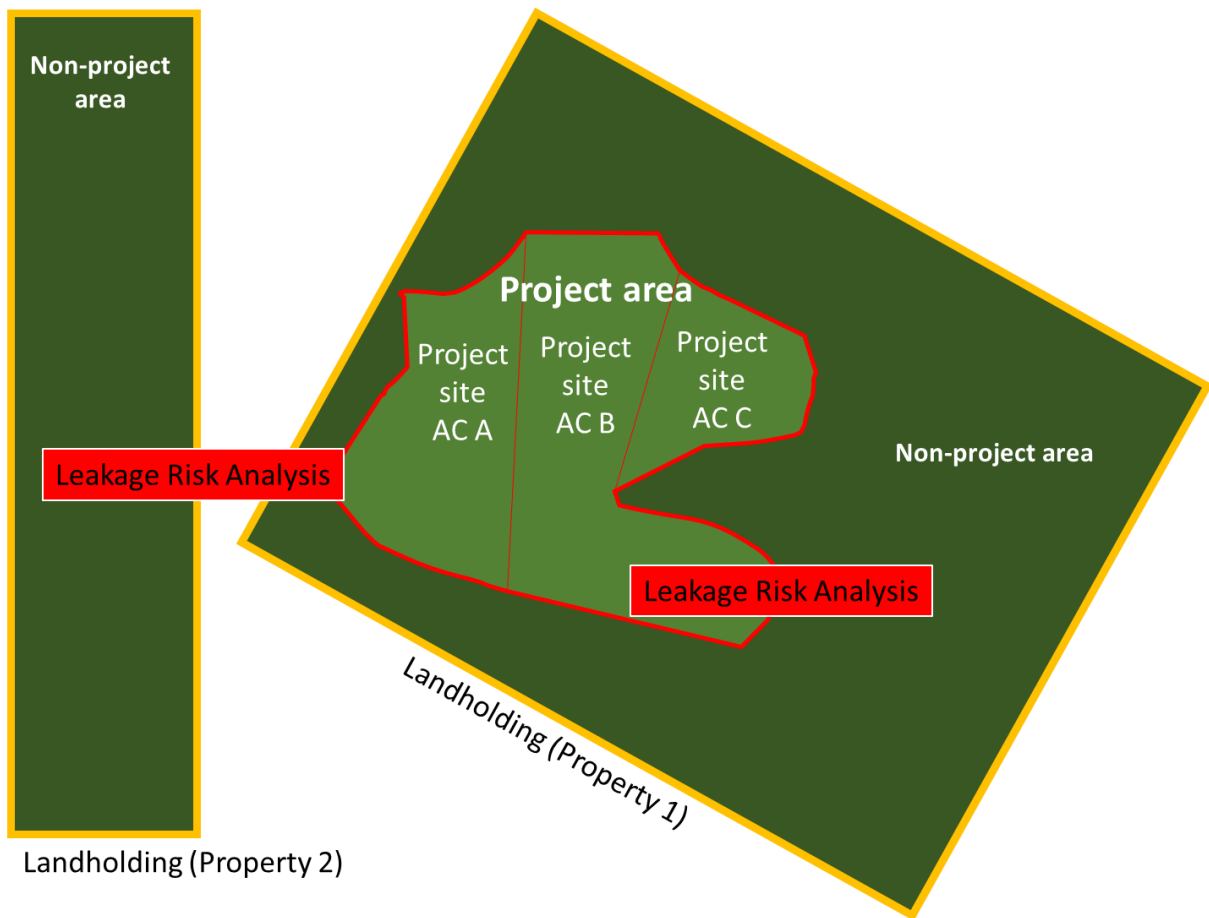 Non-project
area
Project area
Project
site
AC A
Project
site
AC B
Project
site
AC C
Non-project area
Leakage Risk Analysis
Leakage Risk Analysis
Landholding (Property 1)
Landholding (Property 2)